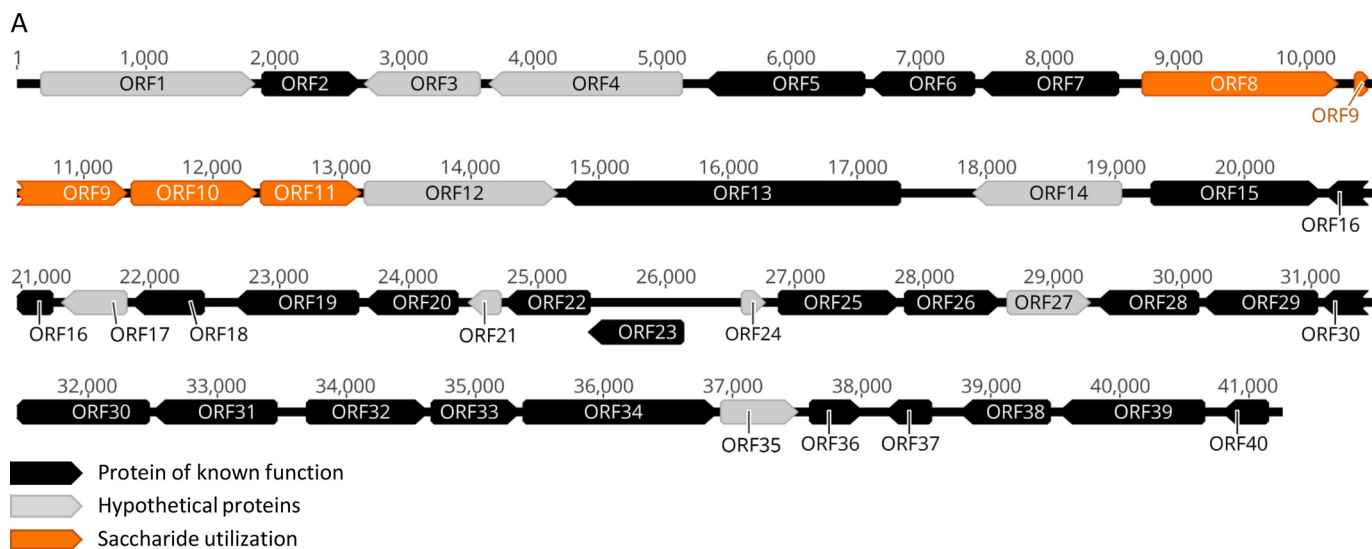 A
1 1,000 2,000 3,000 4,000 5,000 6,000 7,000 8,000 9,000 10,000
ORF1 ORF2 ORF3 ORF4 ORF5 ORF6 ORF7 ORF8
ORF9
11,000 12,000 13,000 14,000 15,000 16,000 17,000 18,000 19,000 20,000
ORF9 ORF10 ORF11 ORF12 ORF13 ORF14 ORF15
ORF16
21,000 22,000 23,000 24,000 25,000 26,000 27,000 28,000 29,000 30,000 31,000
ORF19 ORF20 ORF22 ORF25 ORF26 ORF27 ORF28 ORF29
ORF16 ORF17 ORF18 ORF21 ORF23 ORF24 ORF30
32,000 33,000 34,000 35,000 36,000 37,000 38,000 39,000 40,000 41,000
ORF30 ORF31 ORF32 ORF33 ORF34 ORF38 ORF39
ORF35 ORF36 ORF37 ORF40
Protein of known function
Hypothetical proteins
Saccharide utilization